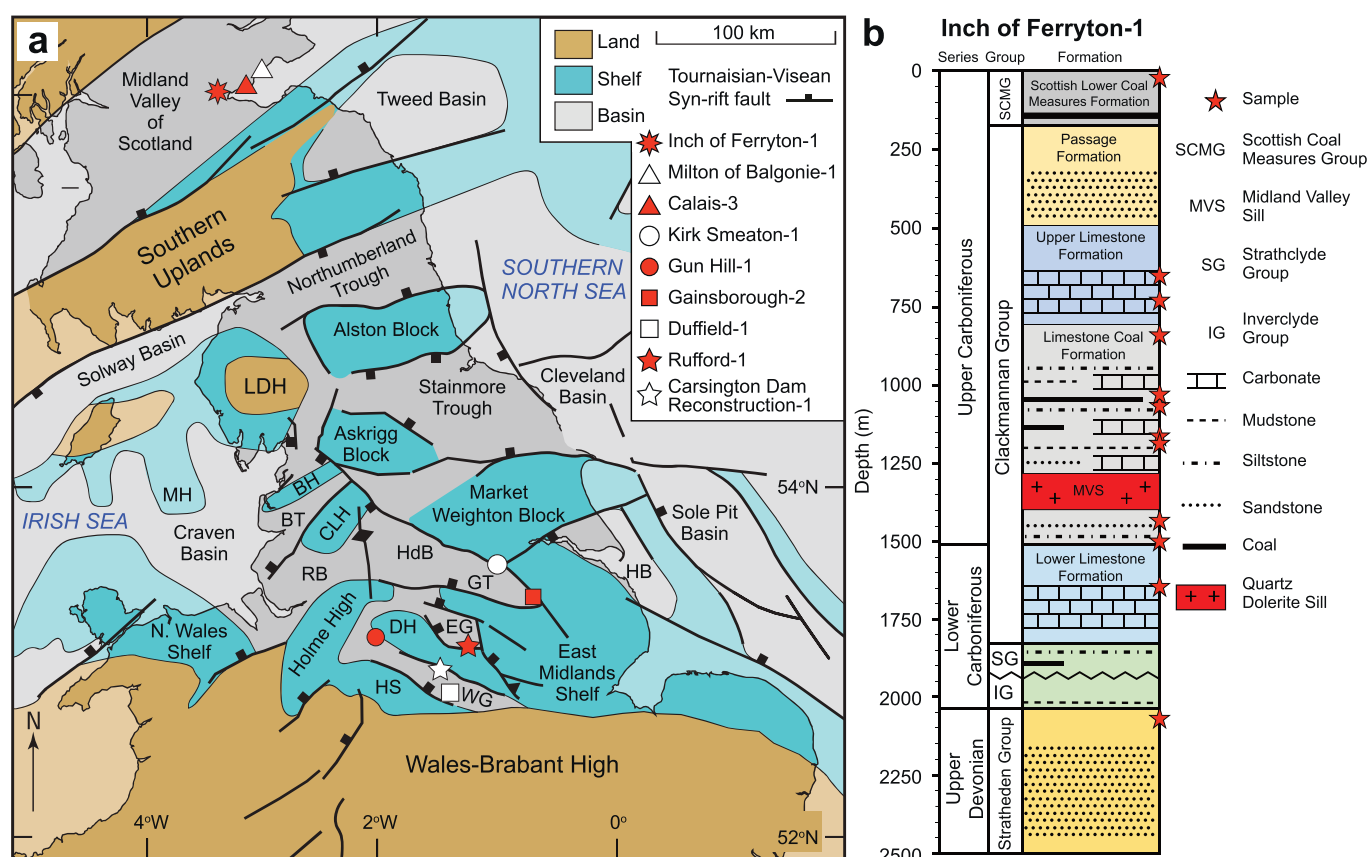 a
Land
Shelf
Basin
100 km
Tournaisian-Visean
Syn-rift fault
Inch of Ferryton-1
Milton of Balgonie-1
Calais-3
Kirk Smeaton-1
Gun Hill-1
Gainsborough-2
Duffield-1
Rufford-1
Carsington Dam
Reconstruction-1
Midland
Valley
of
Scotland
Tweed Basin
Southern
Uplands
Northumberland
Trough
SOUTHERN
NORTH SEA
Solway Basin
Alston Block
LDH
Stainmore
Trough
Cleveland
Basin
Askrigg
Block
MH
BH
BT
CLH
Market
Weighton Block
54°N
Sole Pit
Basin
IRISH SEA
Craven
Basin
HdB
RB
GT
HB
N. Wales
Shelf
Holme High
DH
EG
East
Midlands
Shelf
HS
WG
N
Wales-Brabant High
4°W
2°W
0°
52°N
b
Inch of Ferryton-1
Series
Group
Formation
Depth (m)
0
250
500
750
1000
1250
1500
1750
2000
2250
2500
Upper Carboniferous
Lower
Carboniferous
Upper
Devonian
SCMG
Clackmannan Group
SG
IG
Stratheden Group
Scottish Lower Coal
Measures Formation
Passage
Formation
Upper Limestone
Formation
Limestone Coal
Formation
MVS
Lower Limestone
Formation
Sample
SCMG
Scottish Coal
Measures Group
MVS
Midland Valley
Sill
SG
Strathclyde
Group
IG
Inverclyde
Group
Carbonate
Mudstone
Siltstone
Sandstone
Coal
Quartz
Dolerite Sill